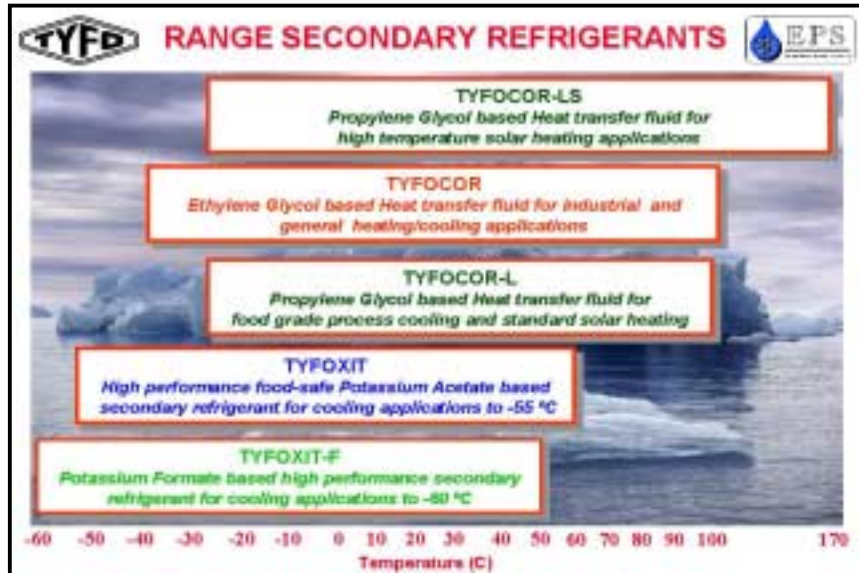 TYFO
RANGE SECONDARY REFRIGERANTS
EPS
TYFOCOR-LS
Propylene Glycol based Heat transfer fluid for
high temperature solar heating applications
TYFOCOR
Ethylene Glycol based Heat transfer fluid for industrial and
general heating/cooling applications
TYFOCOR-L
Propylene Glycol based Heat transfer fluid for
food grade process cooling and standard solar heating
TYFOXIT
High performance food-safe Potassium Acetate based
secondary refrigerant for cooling applications to -55 ºC
TYFOXIT-F
Potassium Formate based high performance secondary
refrigerant for cooling applications to -60 ºC
-60 -50 -40 -30 -20 -10 0 10 20 30 40 50 60 70 80 90 100 170
Temperature (C)